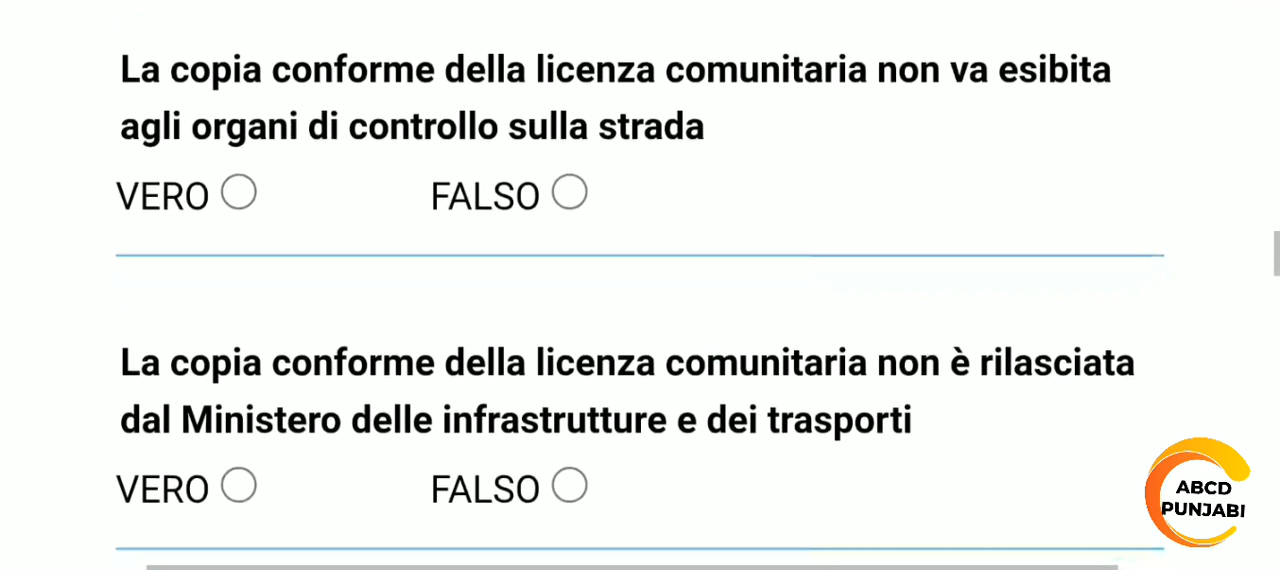 La copia conforme della licenza comunitaria non va esibita
agli organi di controllo sulla strada
VERO FALSO
La copia conforme della licenza comunitaria non è rilasciata
dal Ministero delle infrastrutture e dei trasporti
VERO FALSO
ABCD
PUNJABI